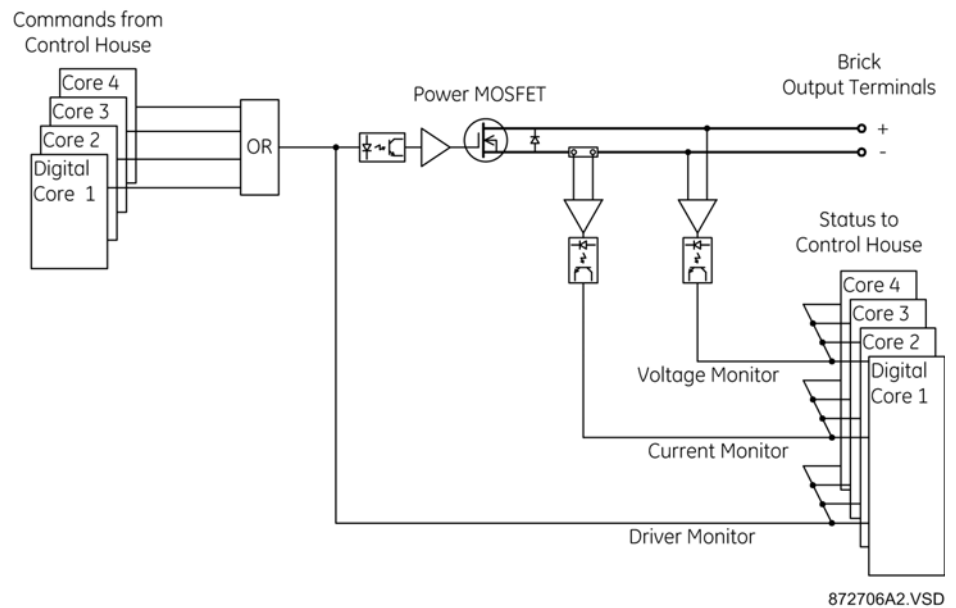 Commands from
Control House
Core 4
Core 3
Core 2
Digital
Core 1
OR
Power MOSFET
Brick
Output Terminals
+
-
Status to
Control House
Core 4
Core 3
Core 2
Digital
Core 1
Voltage Monitor
Current Monitor
Driver Monitor
872706A2.VSD